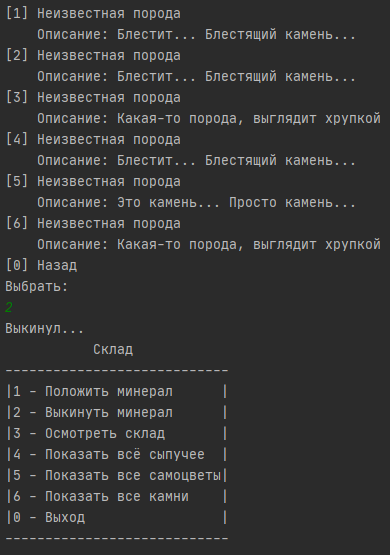 [1] Неизвестная порода
Описание: Блестит... Блестящий камень...
[2] Неизвестная порода
Описание: Блестит... Блестящий камень...
[3] Неизвестная порода
Описание: Какая-то порода, выглядит хрупкой
[4] Неизвестная порода
Описание: Блестит... Блестящий камень...
[5] Неизвестная порода
Описание: Это камень... Просто камень...
[6] Неизвестная порода
Описание: Какая-то порода, выглядит хрупкой
[0] Назад
Выбрать:
2
Выкинул...
Склад
----------------------------
|1 - Положить минерал      |
|2 - Выкинуть минерал      |
|3 - Осмотреть склад       |
|4 - Показать всё сыпучее  |
|5 - Показать все самоцветы|
|6 - Показать все камни    |
|0 - Выход                 |
----------------------------